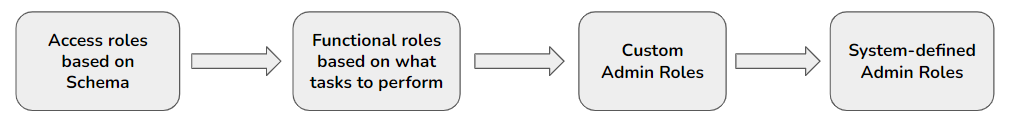 Access roles
based on
Schema
Functional roles
based on what
tasks to perform
Custom
Admin Roles
System-defined
Admin Roles